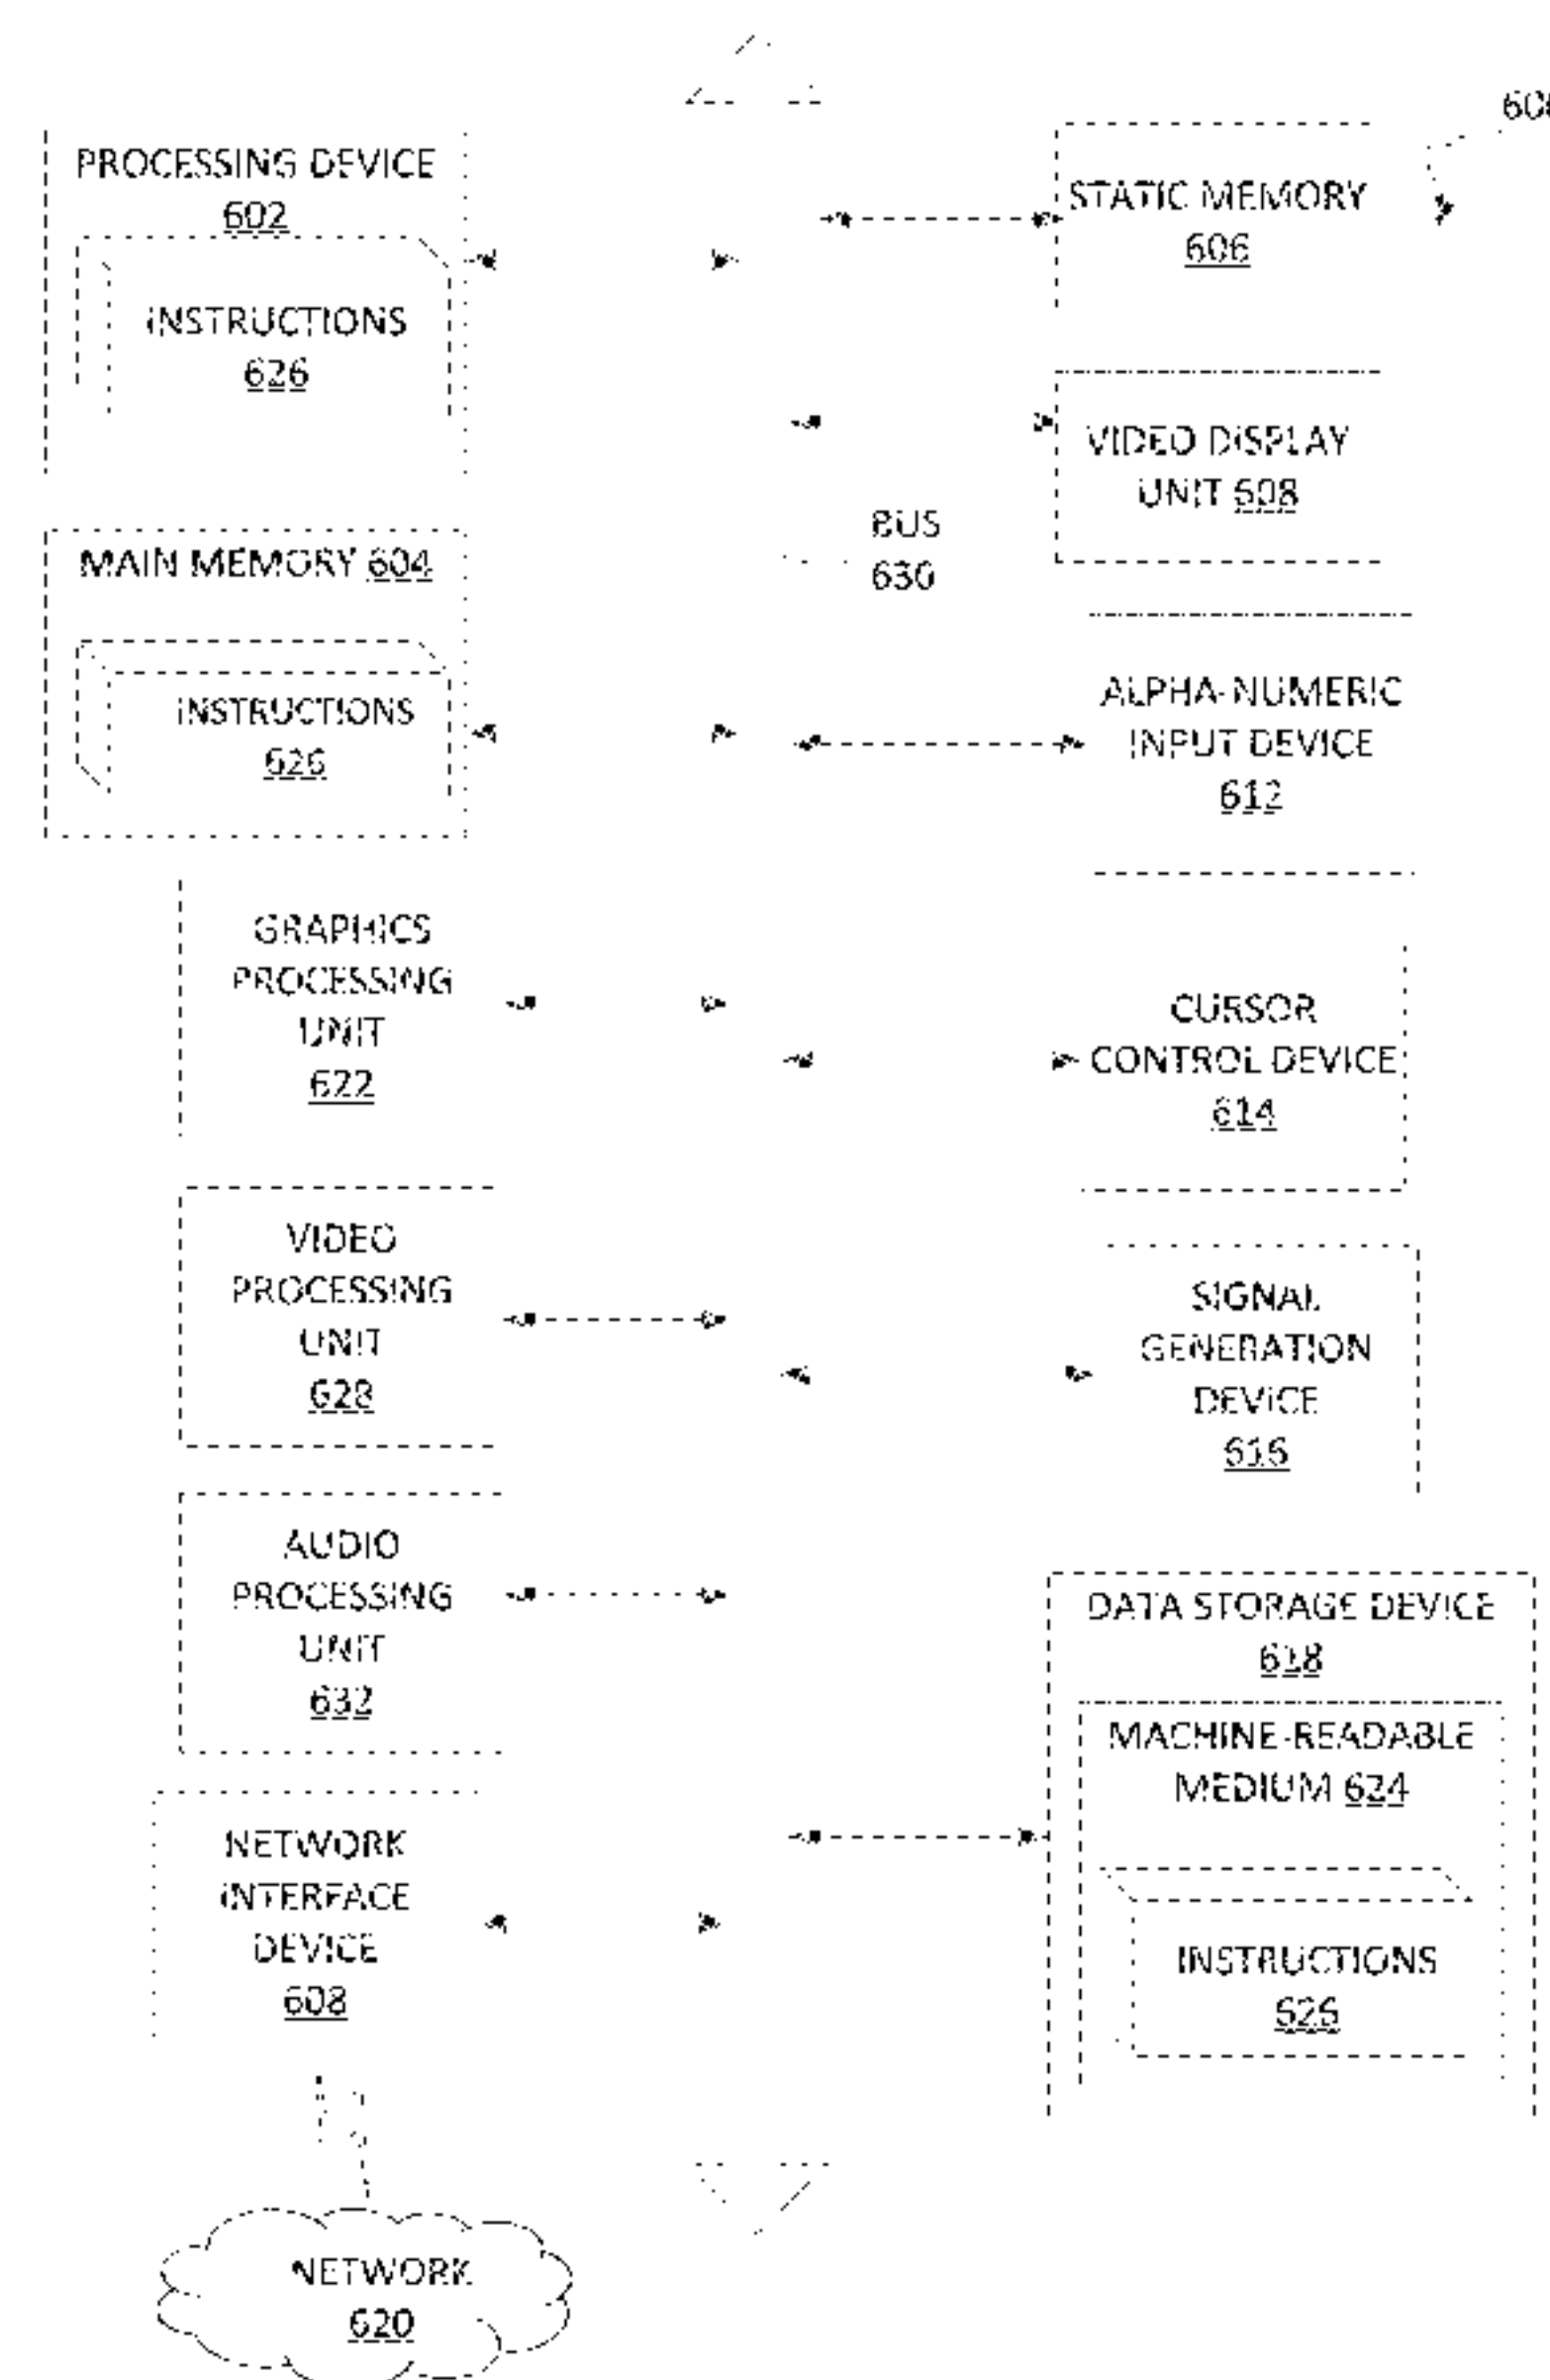 PROCESSING DEVICE
602
INSTRUCTIONS
626
MAIN MEMORY 604
INSTRUCTIONS
626
GRAPHICS
PROCESSING
UNIT
622
VIDEO
PROCESSING
UNIT
628
AUDIO
PROCESSING
UNIT
632
NETWORK
INTERFACE
DEVICE
608
NETWORK
620
BUS
630
STATIC MEMORY
606
VIDEO DISPLAY
UNIT 608
ALPHA-NUMERIC
INPUT DEVICE
612
CURSOR
CONTROL DEVICE
614
SIGNAL
GENERATION
DEVICE
616
DATA STORAGE DEVICE
618
MACHINE-READABLE
MEDIUM 624
INSTRUCTIONS
626